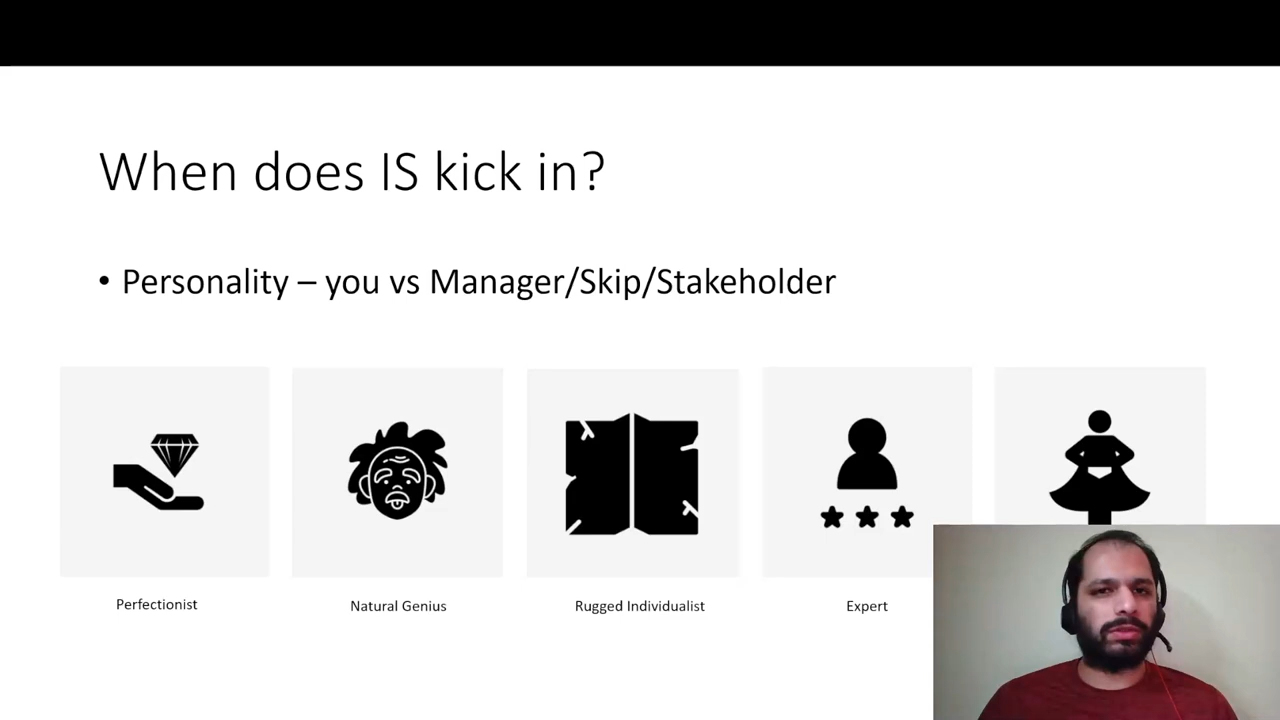 When does IS kick in?
• Personality – you vs Manager/Skip/Stakeholder
Perfectionist
Natural Genius
Rugged Individualist
Expert